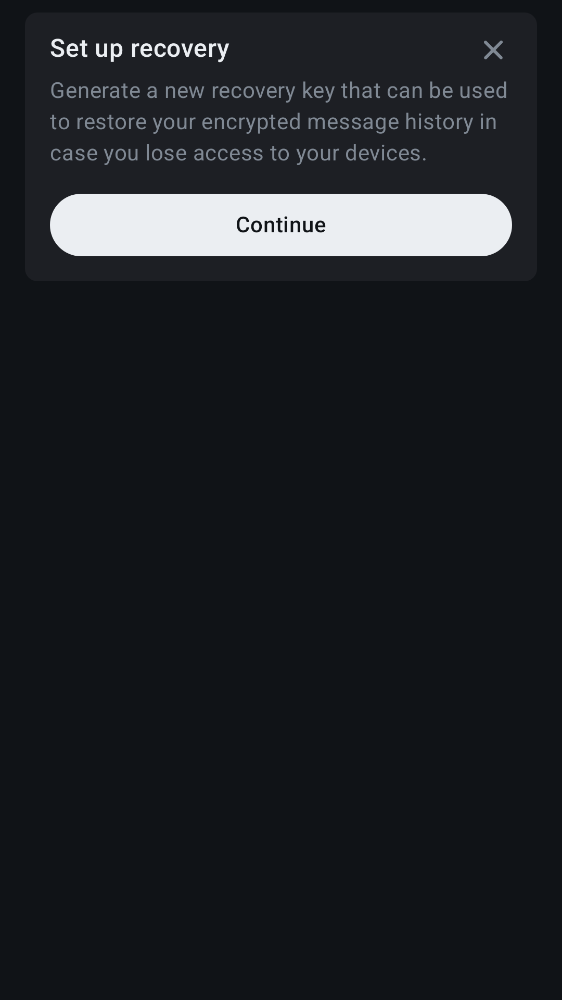 Set up recovery
Generate a new recovery key that can be used
to restore your encrypted message history in
case you lose access to your devices.
Continue